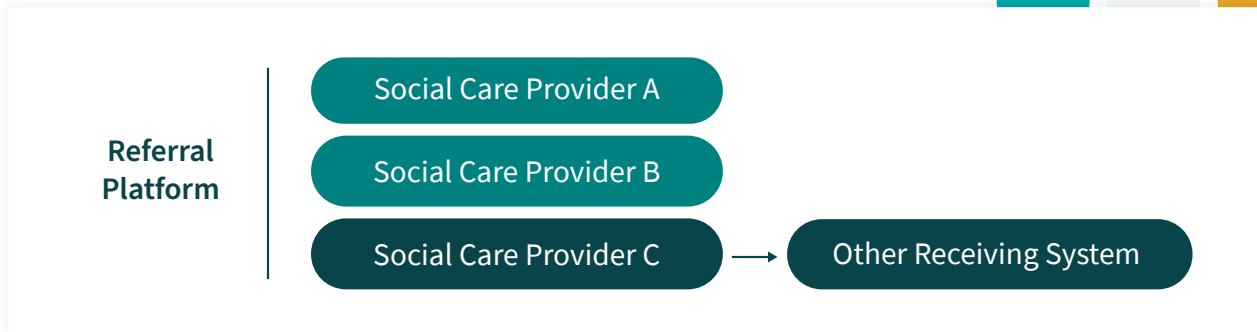 Referral
Platform
Social Care Provider A
Social Care Provider B
Social Care Provider C
Other Receiving System